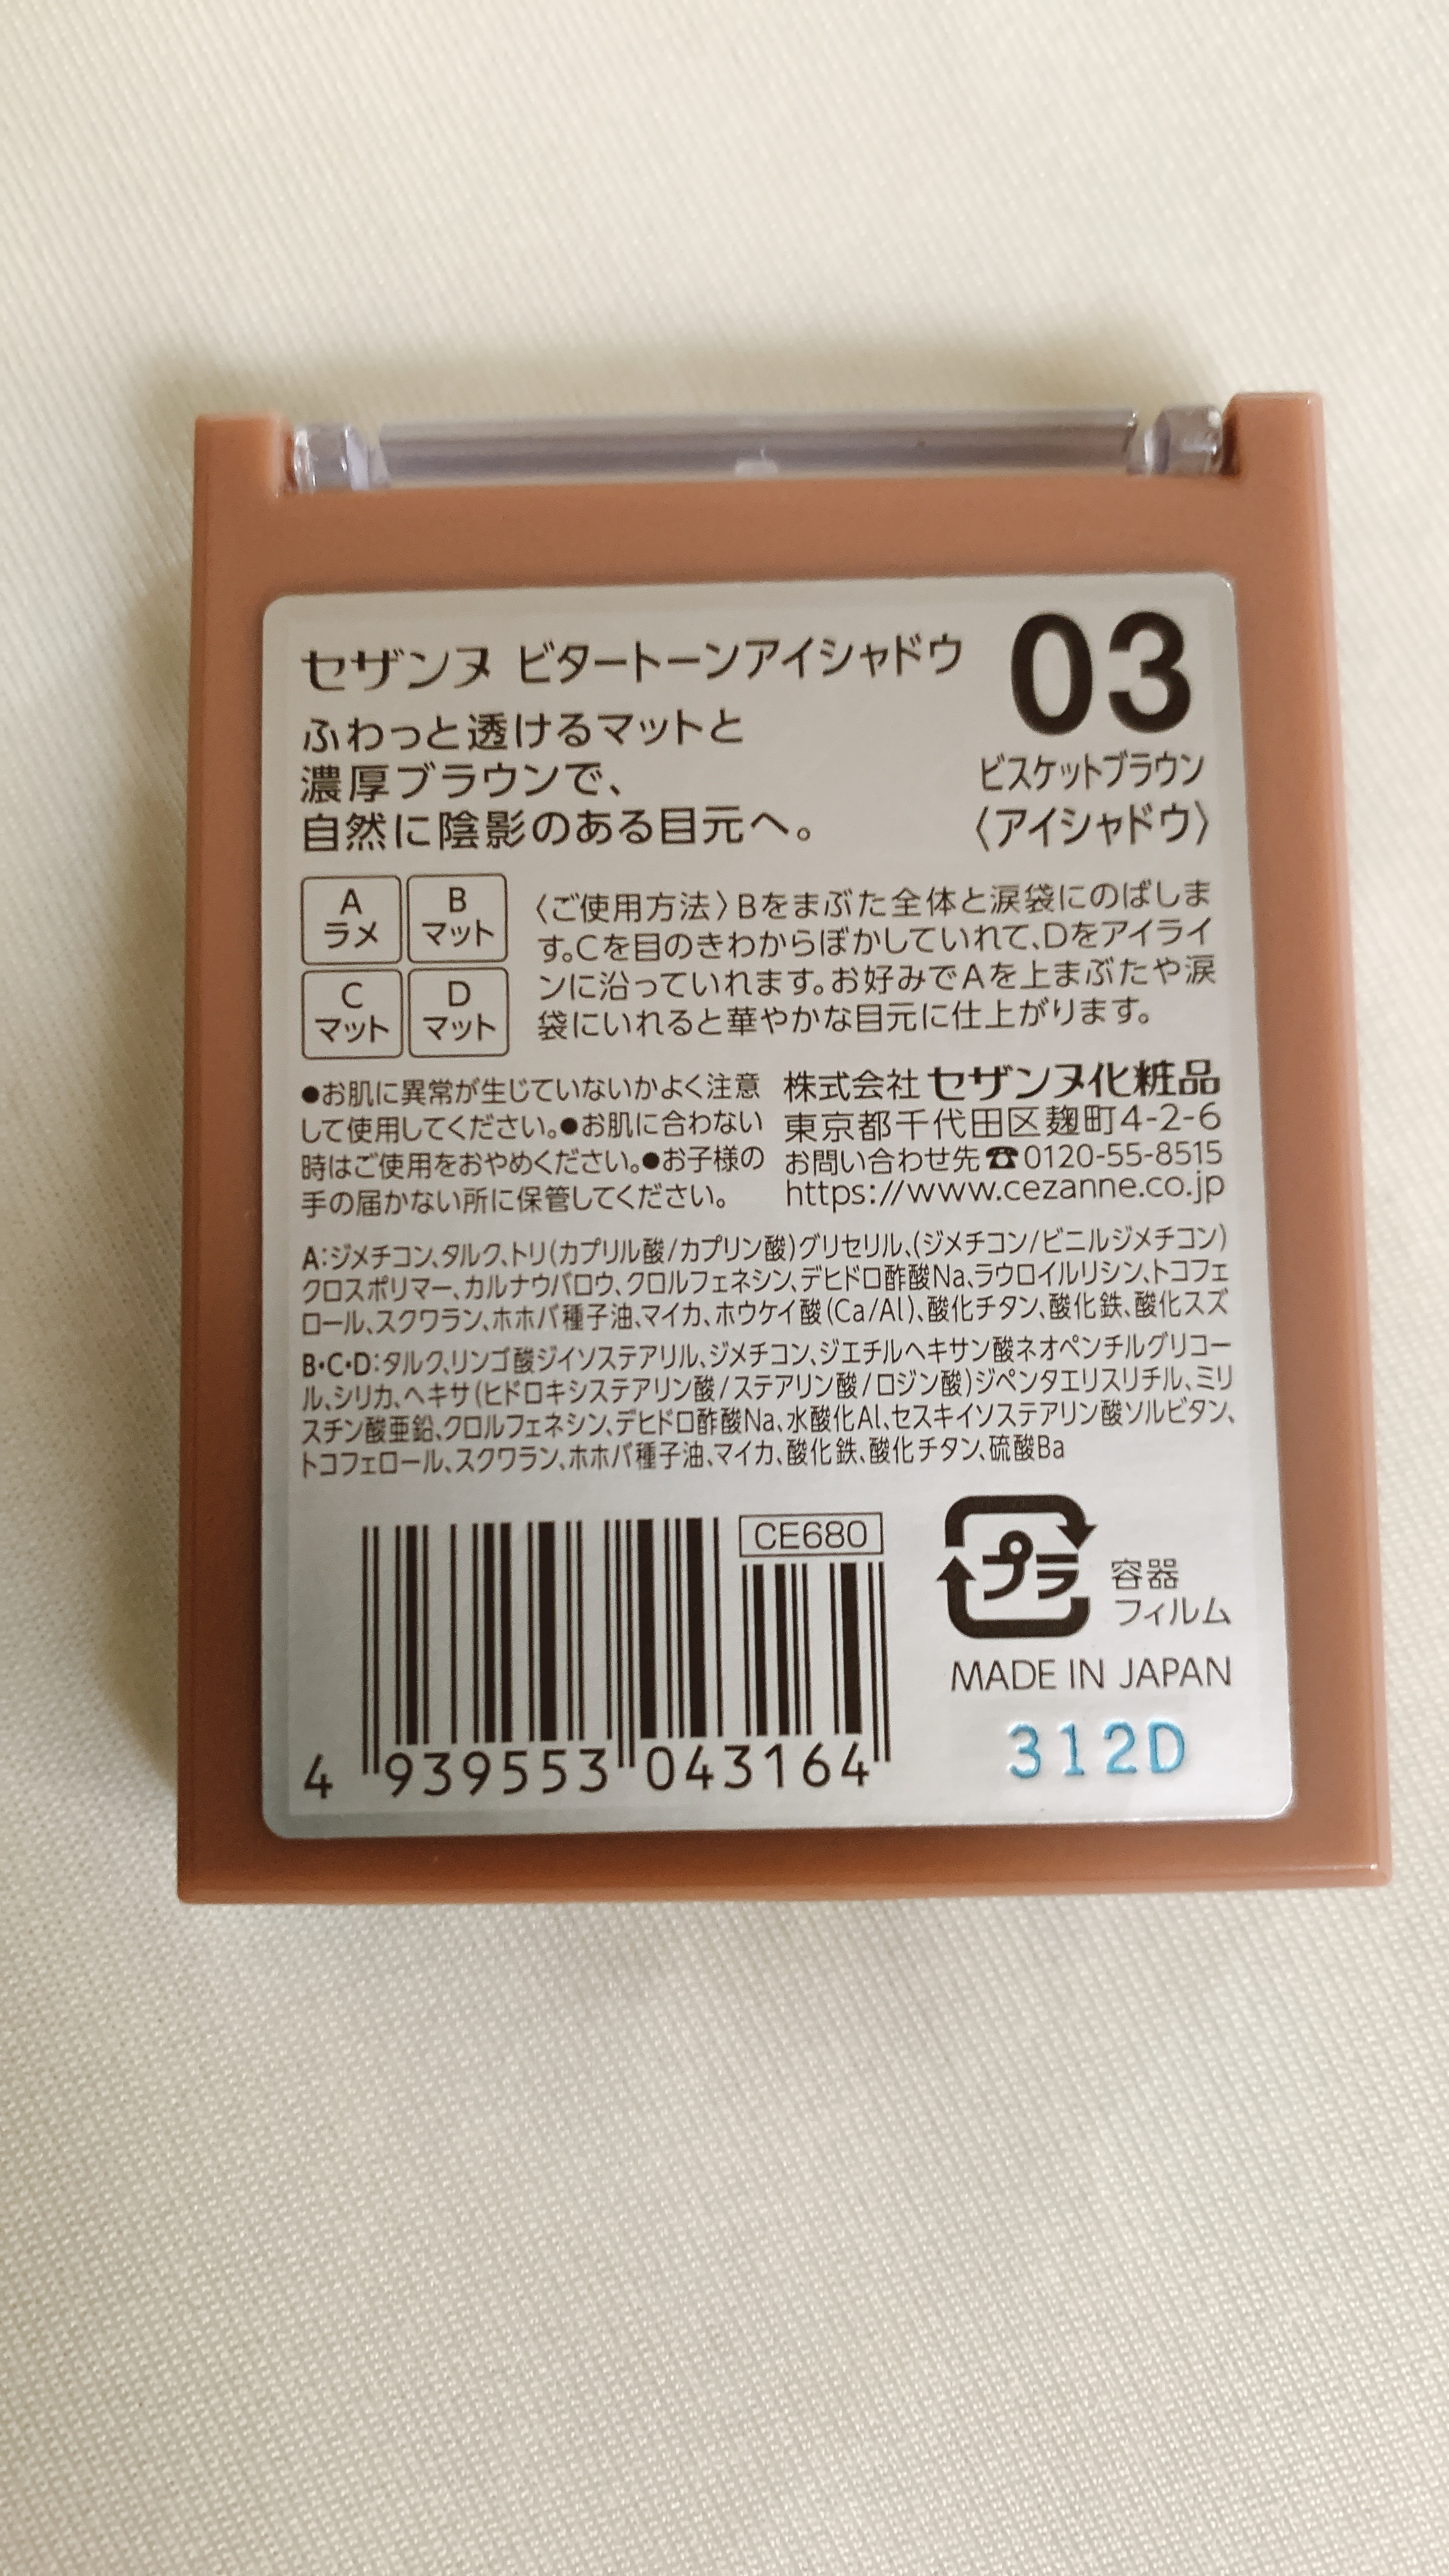 セザンヌ ビタートーンアイシャドウ
03
ビスケットブラウン
〈アイシャドウ〉
ふわっと透けるマットと
濃厚ブラウンで、
自然に陰影のある目元へ。
A
ラメ
B
マット
C
マット
D
マット
〈ご使用方法〉Bをまぶた全体と涙袋にのばしま
す。Cを目のきわからぼかしていれて、Dをアイライ
ンに沿っていれます。お好みでAを上まぶたや涙
袋にいれると華やかな目元に仕上がります。
●お肌に異常が生じていないかよく注意
して使用してください。●お肌に合わない
時はご使用をおやめください。●お子様の
手の届かない所に保管してください。
株式会社 セザンヌ化粧品
東京都千代田区麹町4-2-6
お問い合わせ先☎0120-55-8515
https://www.cezanne.co.jp
A:ジメチコン、タルク、トリ(カプリル酸/カプリン酸)グリセリル、(ジメチコン/ビニルジメチコン)
クロスポリマー、カルナウバロウ、クロルフェネシン、デヒドロ酢酸Na、ラウロイルリシン、トコフェ
ロール、スクワラン、ホホバ種子油、マイカ、ホウケイ酸(Ca/Al)、酸化チタン、酸化鉄、酸化スズ
B・C・D:タルク、リンゴ酸ジイソステアリル、ジメチコン、ジエチルヘキサン酸ネオペンチルグリコー
ル、シリカ、ヘキサ(ヒドロキシステアリン酸/ステアリン酸/ロジン酸)ジペンタエリスリチル、ミリ
スチン酸亜鉛、クロルフェネシン、デヒドロ酢酸Na、水酸化Al、セスキイソステアリン酸ソルビタン、
トコフェロール、スクワラン、ホホバ種子油、マイカ、酸化鉄、酸化チタン、硫酸Ba
CE680
4 939553 043164
プラ
容器
フィルム
MADE IN JAPAN
312D